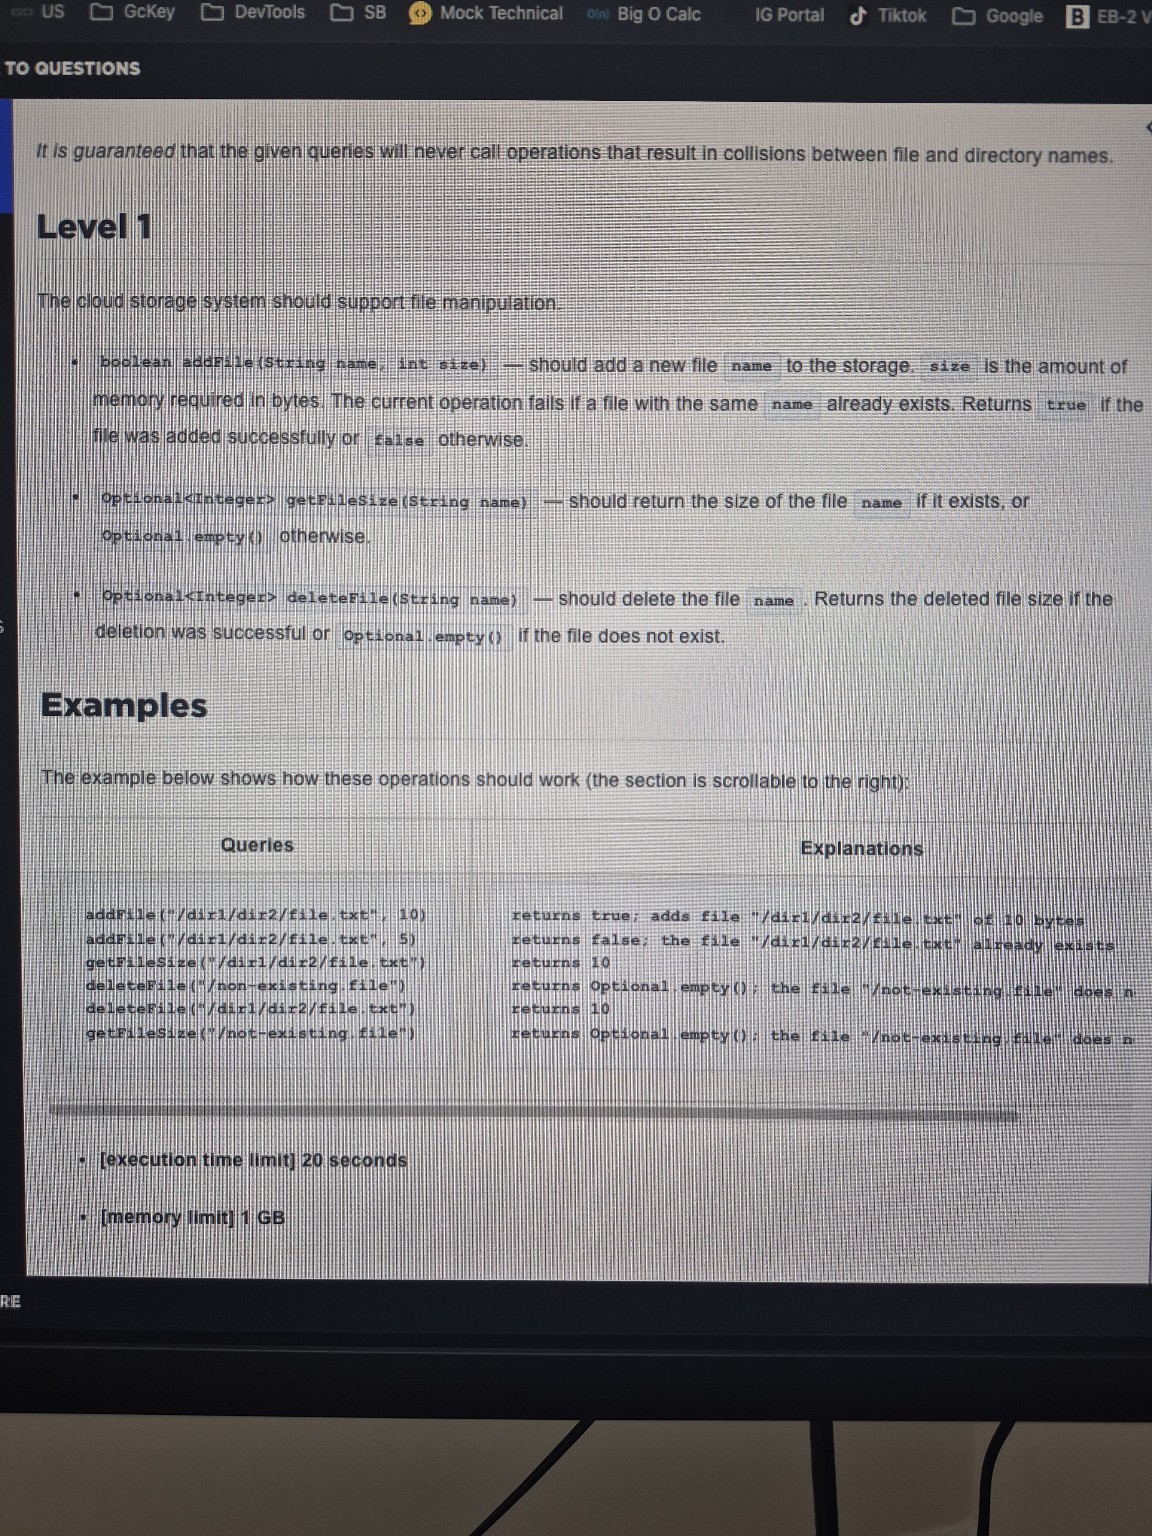 US GcKey DevTools SB Mock Technical O(n) Big O Calc IG Portal Tiktok Google B EB-2 V
TO QUESTIONS
It is guaranteed that the given queries will never call operations that result in collisions between file and directory names.
Level 1
The cloud storage system should support file manipulation.
• boolean addFile(String name, int size) — should add a new file name to the storage. size is the amount of
memory required in bytes. The current operation fails if a file with the same name already exists. Returns true if the
file was added successfully or false otherwise.
• Optional<Integer> getFileSize(String name) — should return the size of the file name if it exists, or
Optional.empty() otherwise.
• Optional<Integer> deleteFile(String name) — should delete the file name . Returns the deleted file size if the
deletion was successful or Optional.empty() if the file does not exist.
Examples
The example below shows how these operations should work (the section is scrollable to the right):
Queries Explanations
addFile("/dir1/dir2/file.txt", 10) returns true; adds file "/dir1/dir2/file.txt" of 10 bytes
addFile("/dir1/dir2/file.txt", 5) returns false; the file "/dir1/dir2/file.txt" already exists
getFileSize("/dir1/dir2/file.txt") returns 10
deleteFile("/non-existing.file") returns Optional.empty(); the file "/not-existing.file" does n
deleteFile("/dir1/dir2/file.txt") returns 10
getFileSize("/not-existing.file") returns Optional.empty(); the file "/not-existing.file" does n
• [execution time limit] 20 seconds
• [memory limit] 1 GB
RE